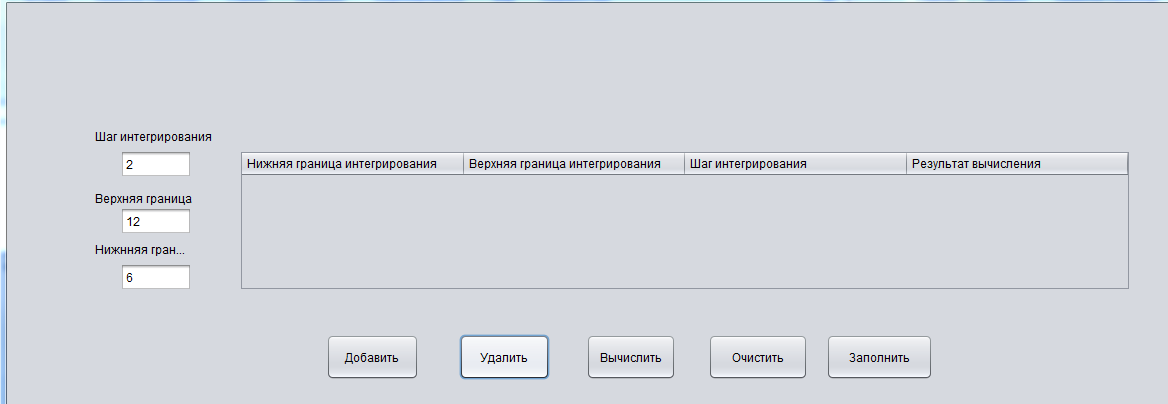 Шаг интегрирования
2
Верхняя граница
12
Нижнняя гран...
6
Нижняя граница интегрирования Верхняя граница интегрирования Шаг интегрирования Результат вычисления
Добавить Удалить Вычислить Очистить Заполнить